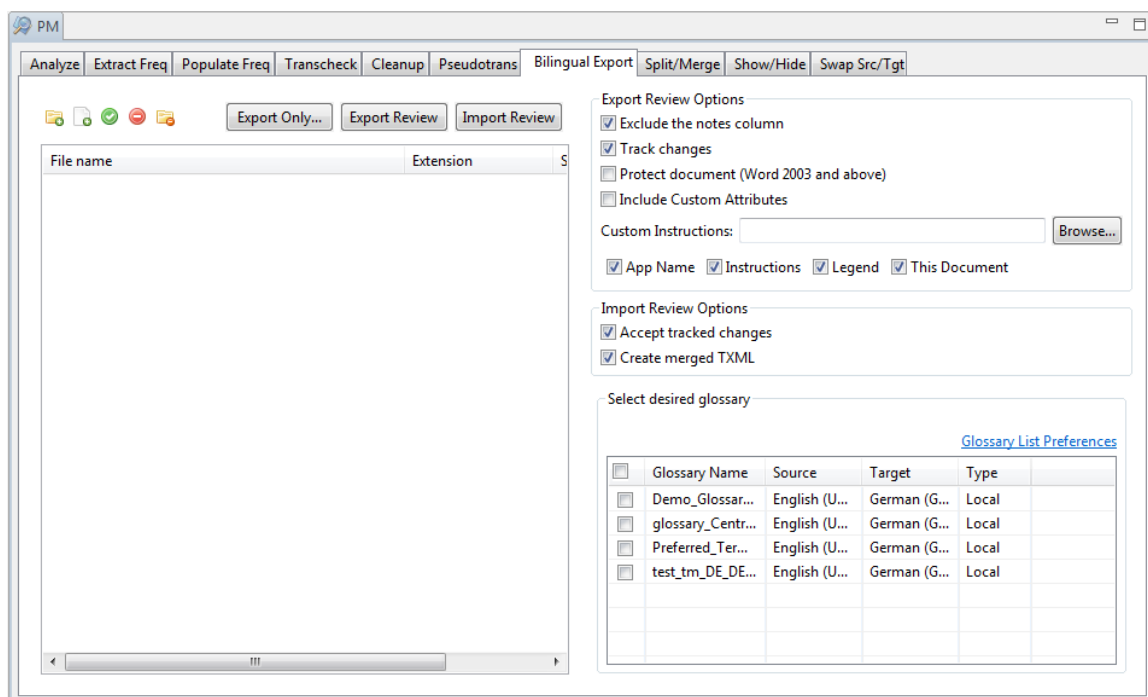 PM
Analyze Extract Freq Populate Freq Transcheck Cleanup Pseudotrans Bilingual Export Split/Merge Show/Hide Swap Src/Tgt
Export Only... Export Review Import Review
File name Extension S
Export Review Options
Exclude the notes column
Track changes
Protect document (Word 2003 and above)
Include Custom Attributes
Custom Instructions: Browse...
App Name Instructions Legend This Document
Import Review Options
Accept tracked changes
Create merged TXML
Select desired glossary
Glossary List Preferences
Glossary Name Source Target Type
Demo_Glossar... English (U... German (G... Local
glossary_Centr... English (U... German (G... Local
Preferred_Ter... English (U... German (G... Local
test_tm_DE_DE... English (U... German (G... Local